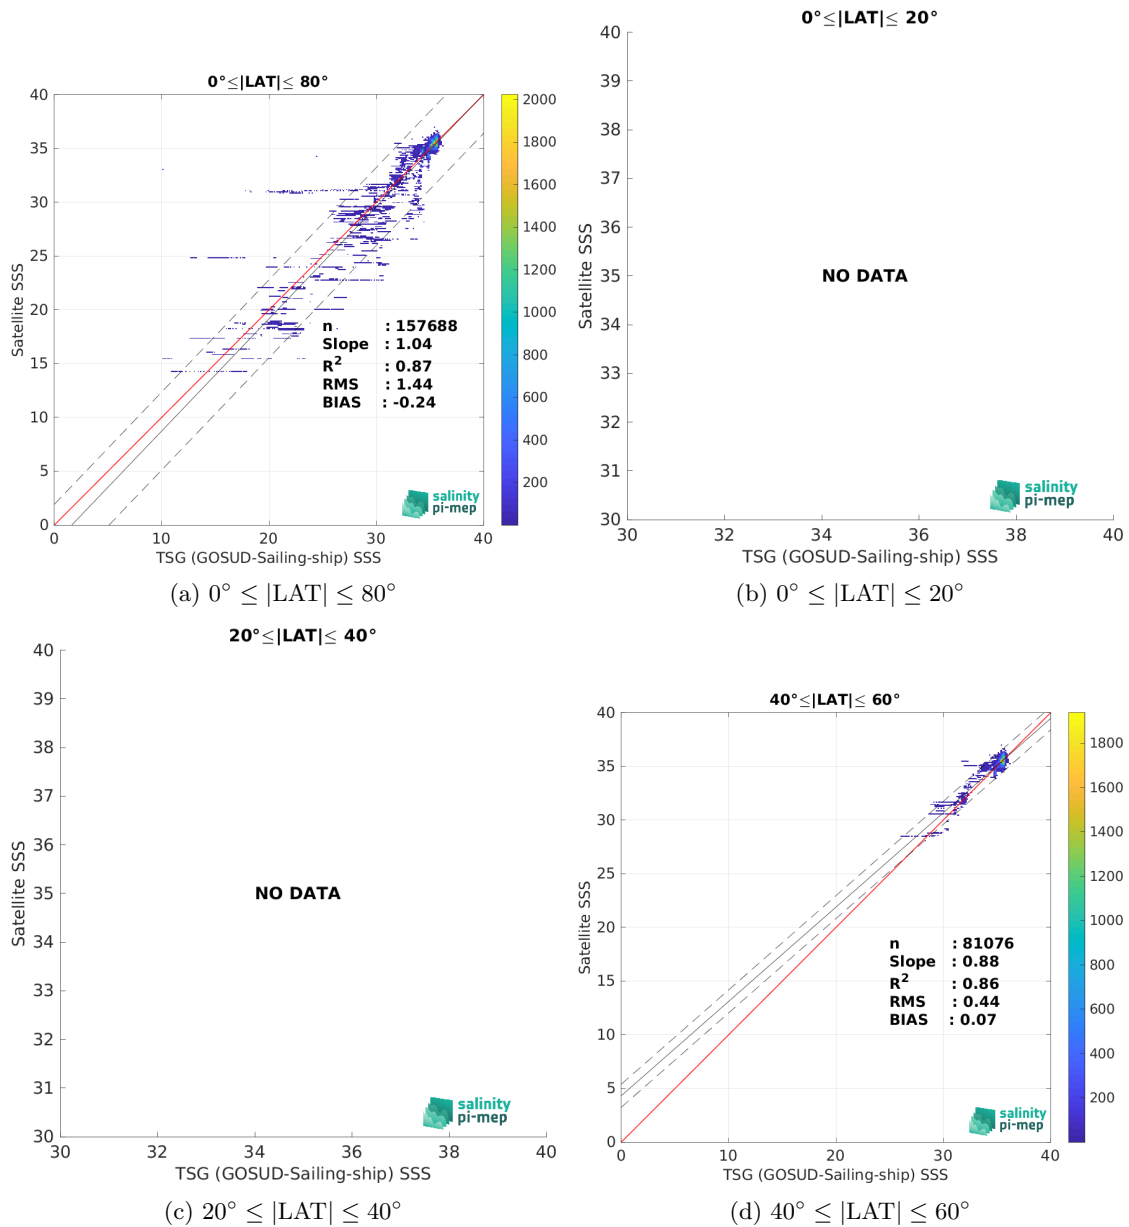 0°≤|LAT|≤ 80°
40
35
30
25
20
15
10
5
0
Satellite SSS
0
10
20
30
40
TSG (GOSUD-Sailing-ship) SSS
2000
1800
1600
1400
1200
1000
800
600
400
200
n : 157688
Slope : 1.04
R² : 0.87
RMS : 1.44
BIAS : -0.24
salinity
pi-mep
(a) 0° ≤ |LAT| ≤ 80°
0°≤|LAT|≤ 20°
40
39
38
37
36
35
34
33
32
31
30
Satellite SSS
NO DATA
salinity
pi-mep
30
32
34
36
38
40
TSG (GOSUD-Sailing-ship) SSS
(b) 0° ≤ |LAT| ≤ 20°
20°≤|LAT|≤ 40°
40
39
38
37
36
35
34
33
32
31
30
Satellite SSS
NO DATA
salinity
pi-mep
30
32
34
36
38
40
TSG (GOSUD-Sailing-ship) SSS
(c) 20° ≤ |LAT| ≤ 40°
40°≤|LAT|≤ 60°
40
35
30
25
20
15
10
5
0
Satellite SSS
0
10
20
30
40
TSG (GOSUD-Sailing-ship) SSS
1800
1600
1400
1200
1000
800
600
400
200
n : 81076
Slope : 0.88
R² : 0.86
RMS : 0.44
BIAS : 0.07
salinity
pi-mep
(d) 40° ≤ |LAT| ≤ 60°